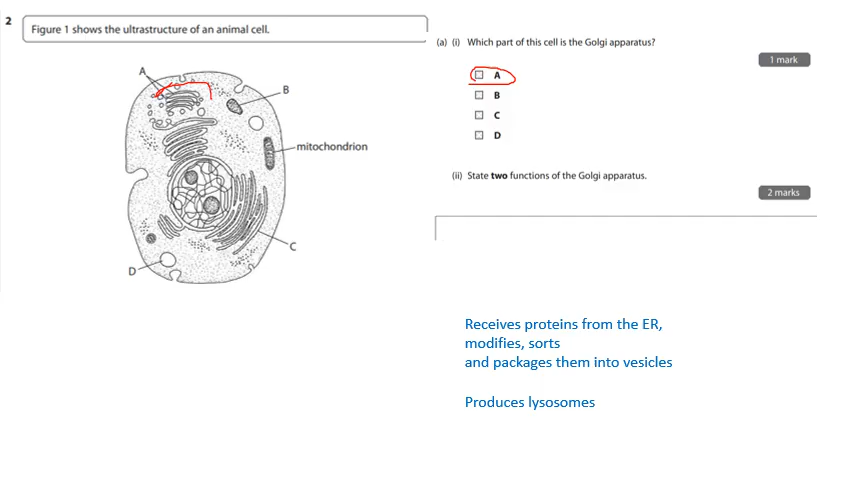 2
Figure 1 shows the ultrastructure of an animal cell.
A
B
mitochondrion
C
D
(a) (i) Which part of this cell is the Golgi apparatus?
1 mark
A
B
C
D
(ii) State two functions of the Golgi apparatus.
2 marks
Receives proteins from the ER,
modifies, sorts
and packages them into vesicles
Produces lysosomes